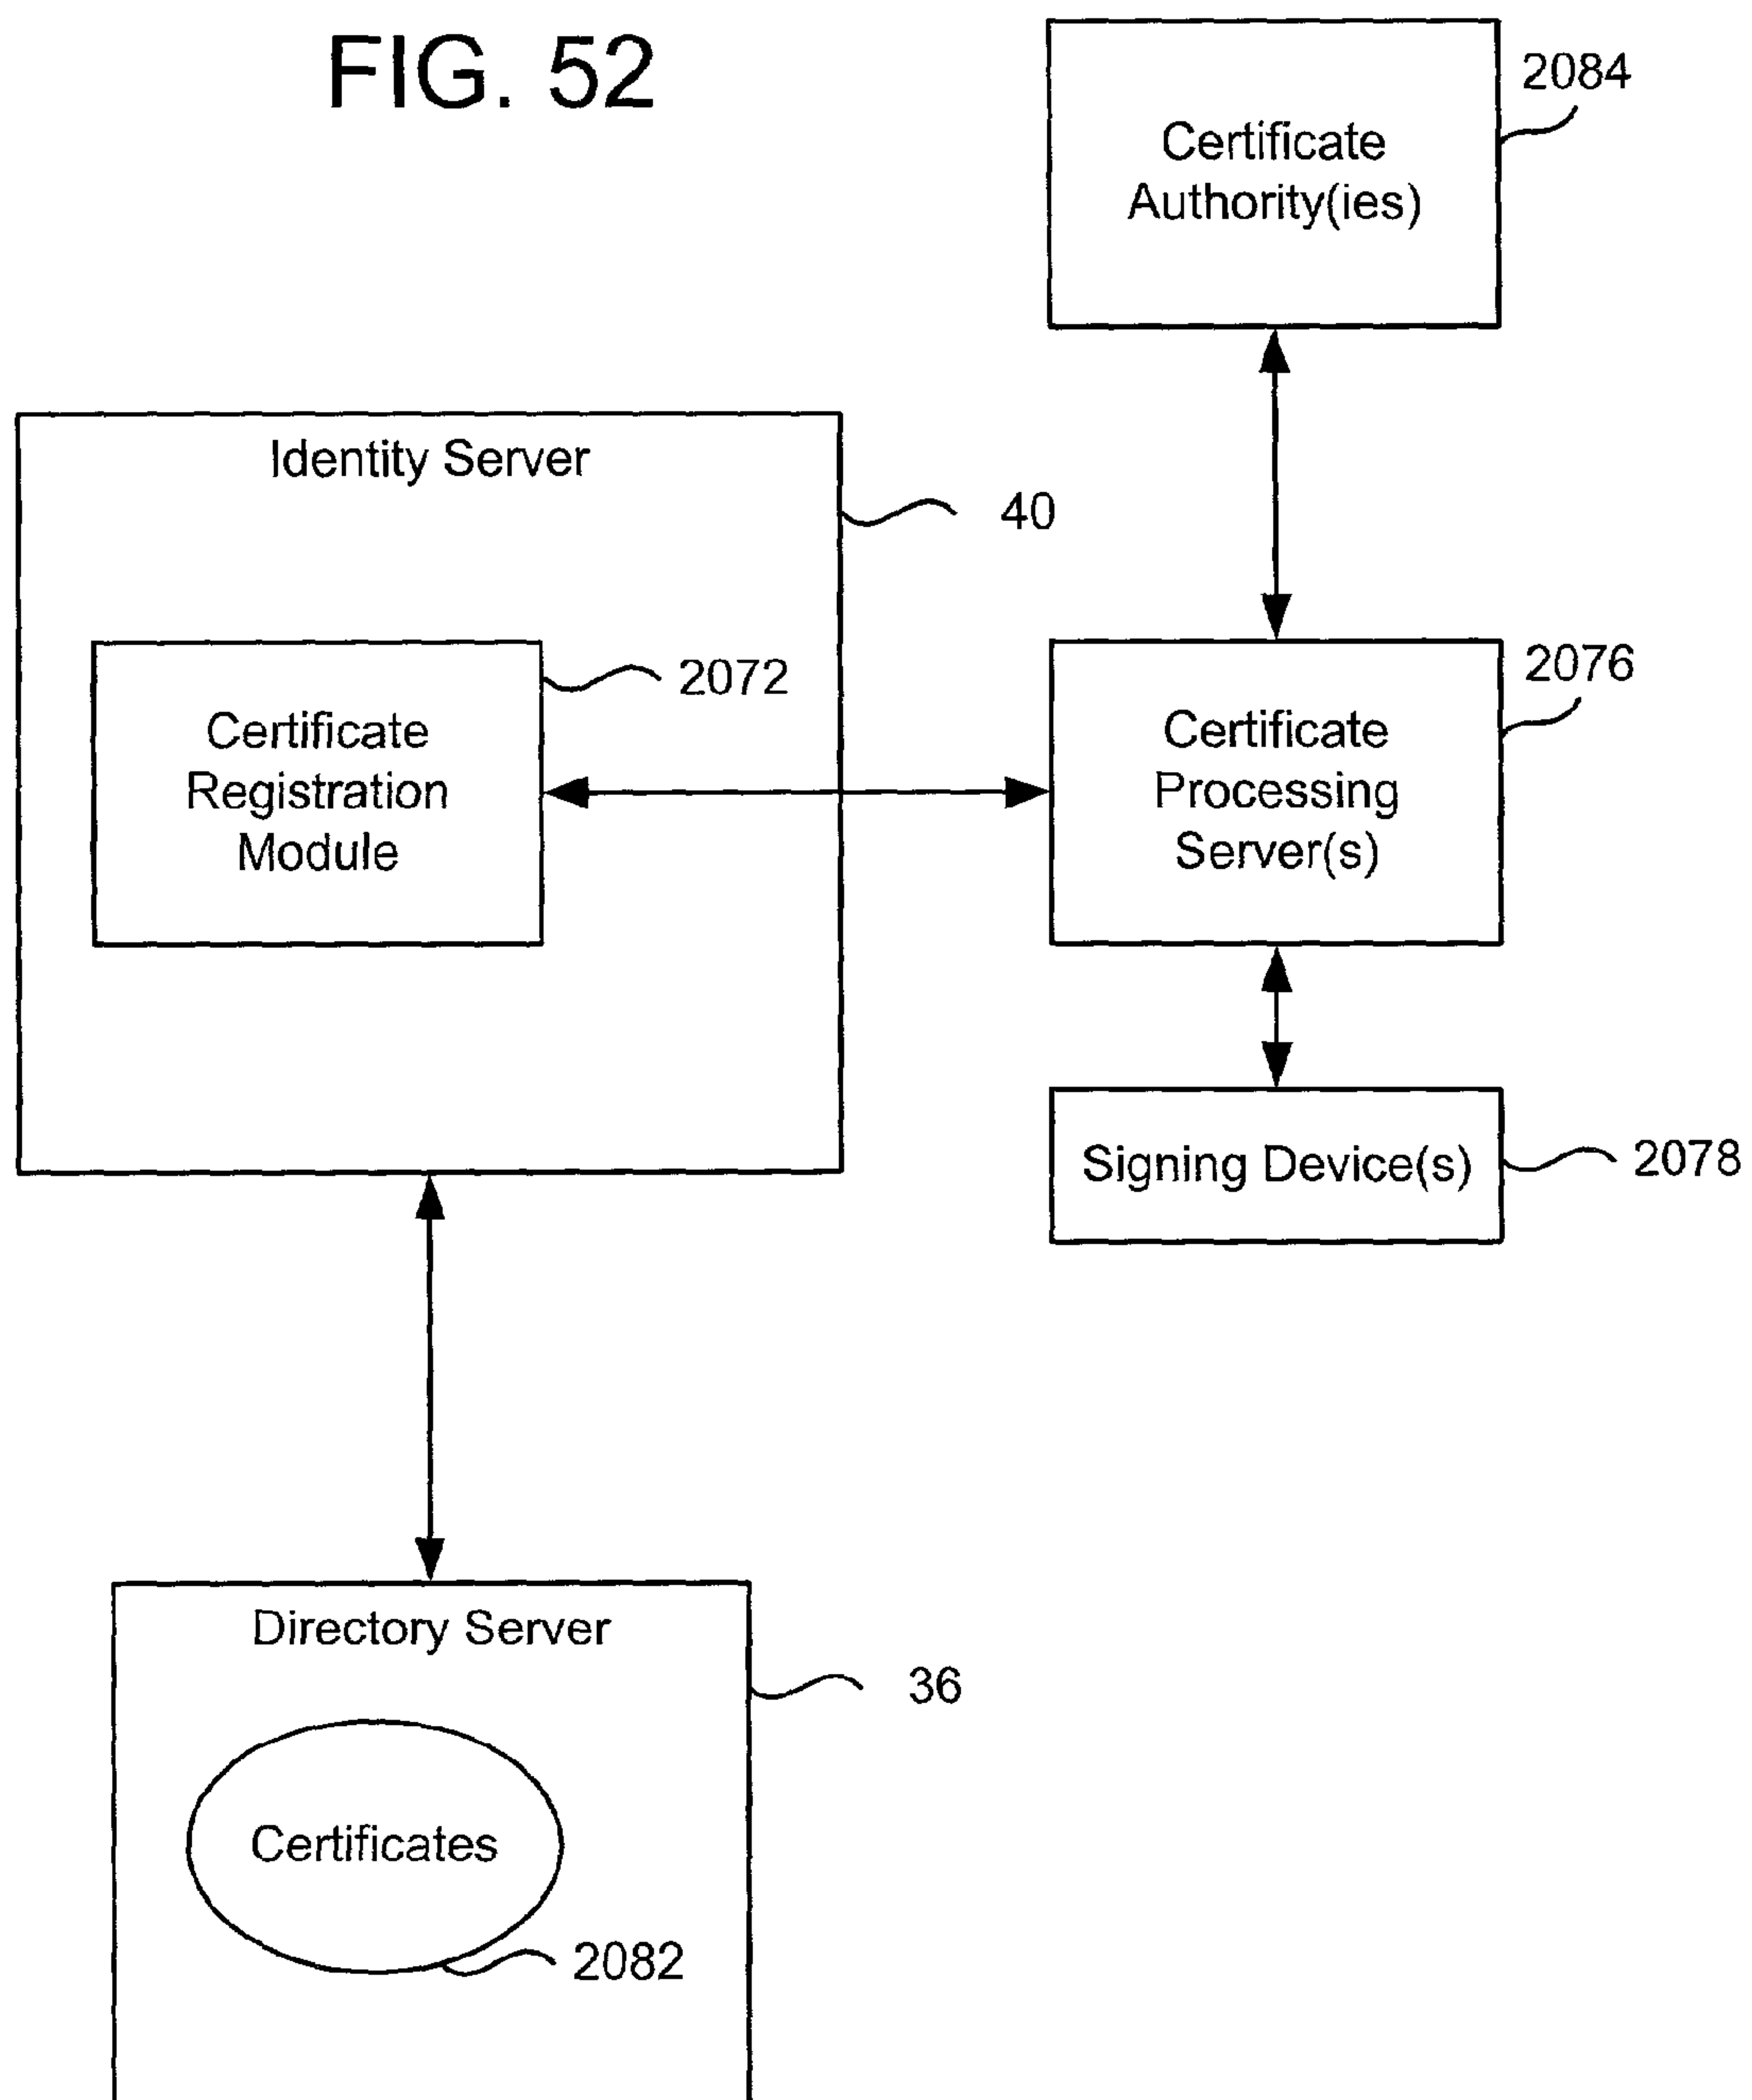 FIG. 52
Certificate
Authority(ies)
2084
Identity Server
40
Certificate
Registration
Module
2072
Certificate
Processing
Server(s)
2076
Signing Device(s)
2078
Directory Server
36
Certificates
2082